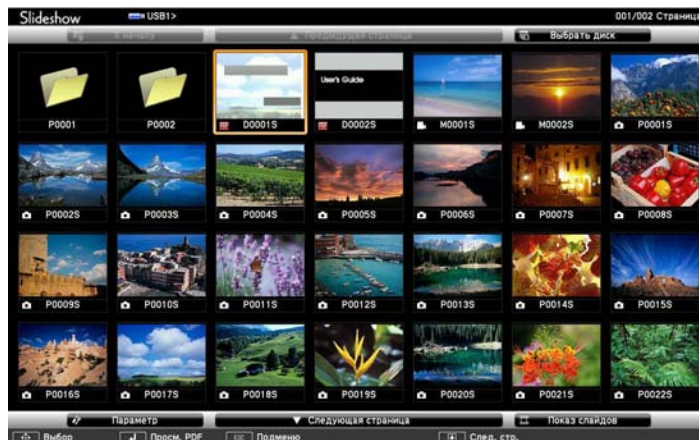 Slideshow USB1> 001/002 Страница
К началу ▲ Предыдущая страница Выбрать диск
P0001 P0002 D0001S D0002S M0001S M0002S P0001S
User's Guide
P0002S P0003S P0004S P0005S P0006S P0007S P0008S
P0009S P0010S P0011S P0012S P0013S P0014S P0015S
P0016S P0017S P0018S P0019S P0020S P0021S P0022S
Параметр ▼ Следующая страница Показ слайдов
Выбор Просм. PDF ESC Подменю След. стр.